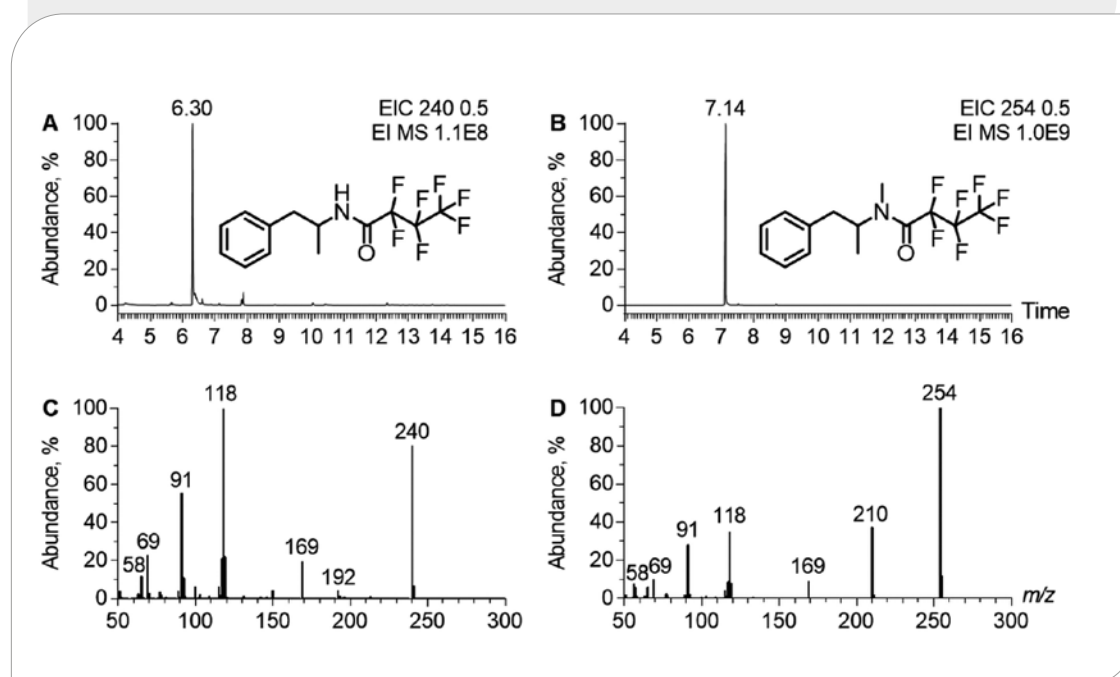 A
6.30
EIC 240 0.5
EI MS 1.1E8
Abundance, %
100
80
60
40
20
0
H
N
O
F F F F F F F
4 5 6 7 8 9 10 11 12 13 14 15 16
B
7.14
EIC 254 0.5
EI MS 1.0E9
Abundance, %
100
80
60
40
20
0
N
O
F F F F F F F
Time
4 5 6 7 8 9 10 11 12 13 14 15 16
C
Abundance, %
100
80
60
40
20
0
58 69 91 118 169 192 240
50 100 150 200 250 300
D
Abundance, %
100
80
60
40
20
0
58 69 91 118 169 210 254
50 100 150 200 250 300
m/z